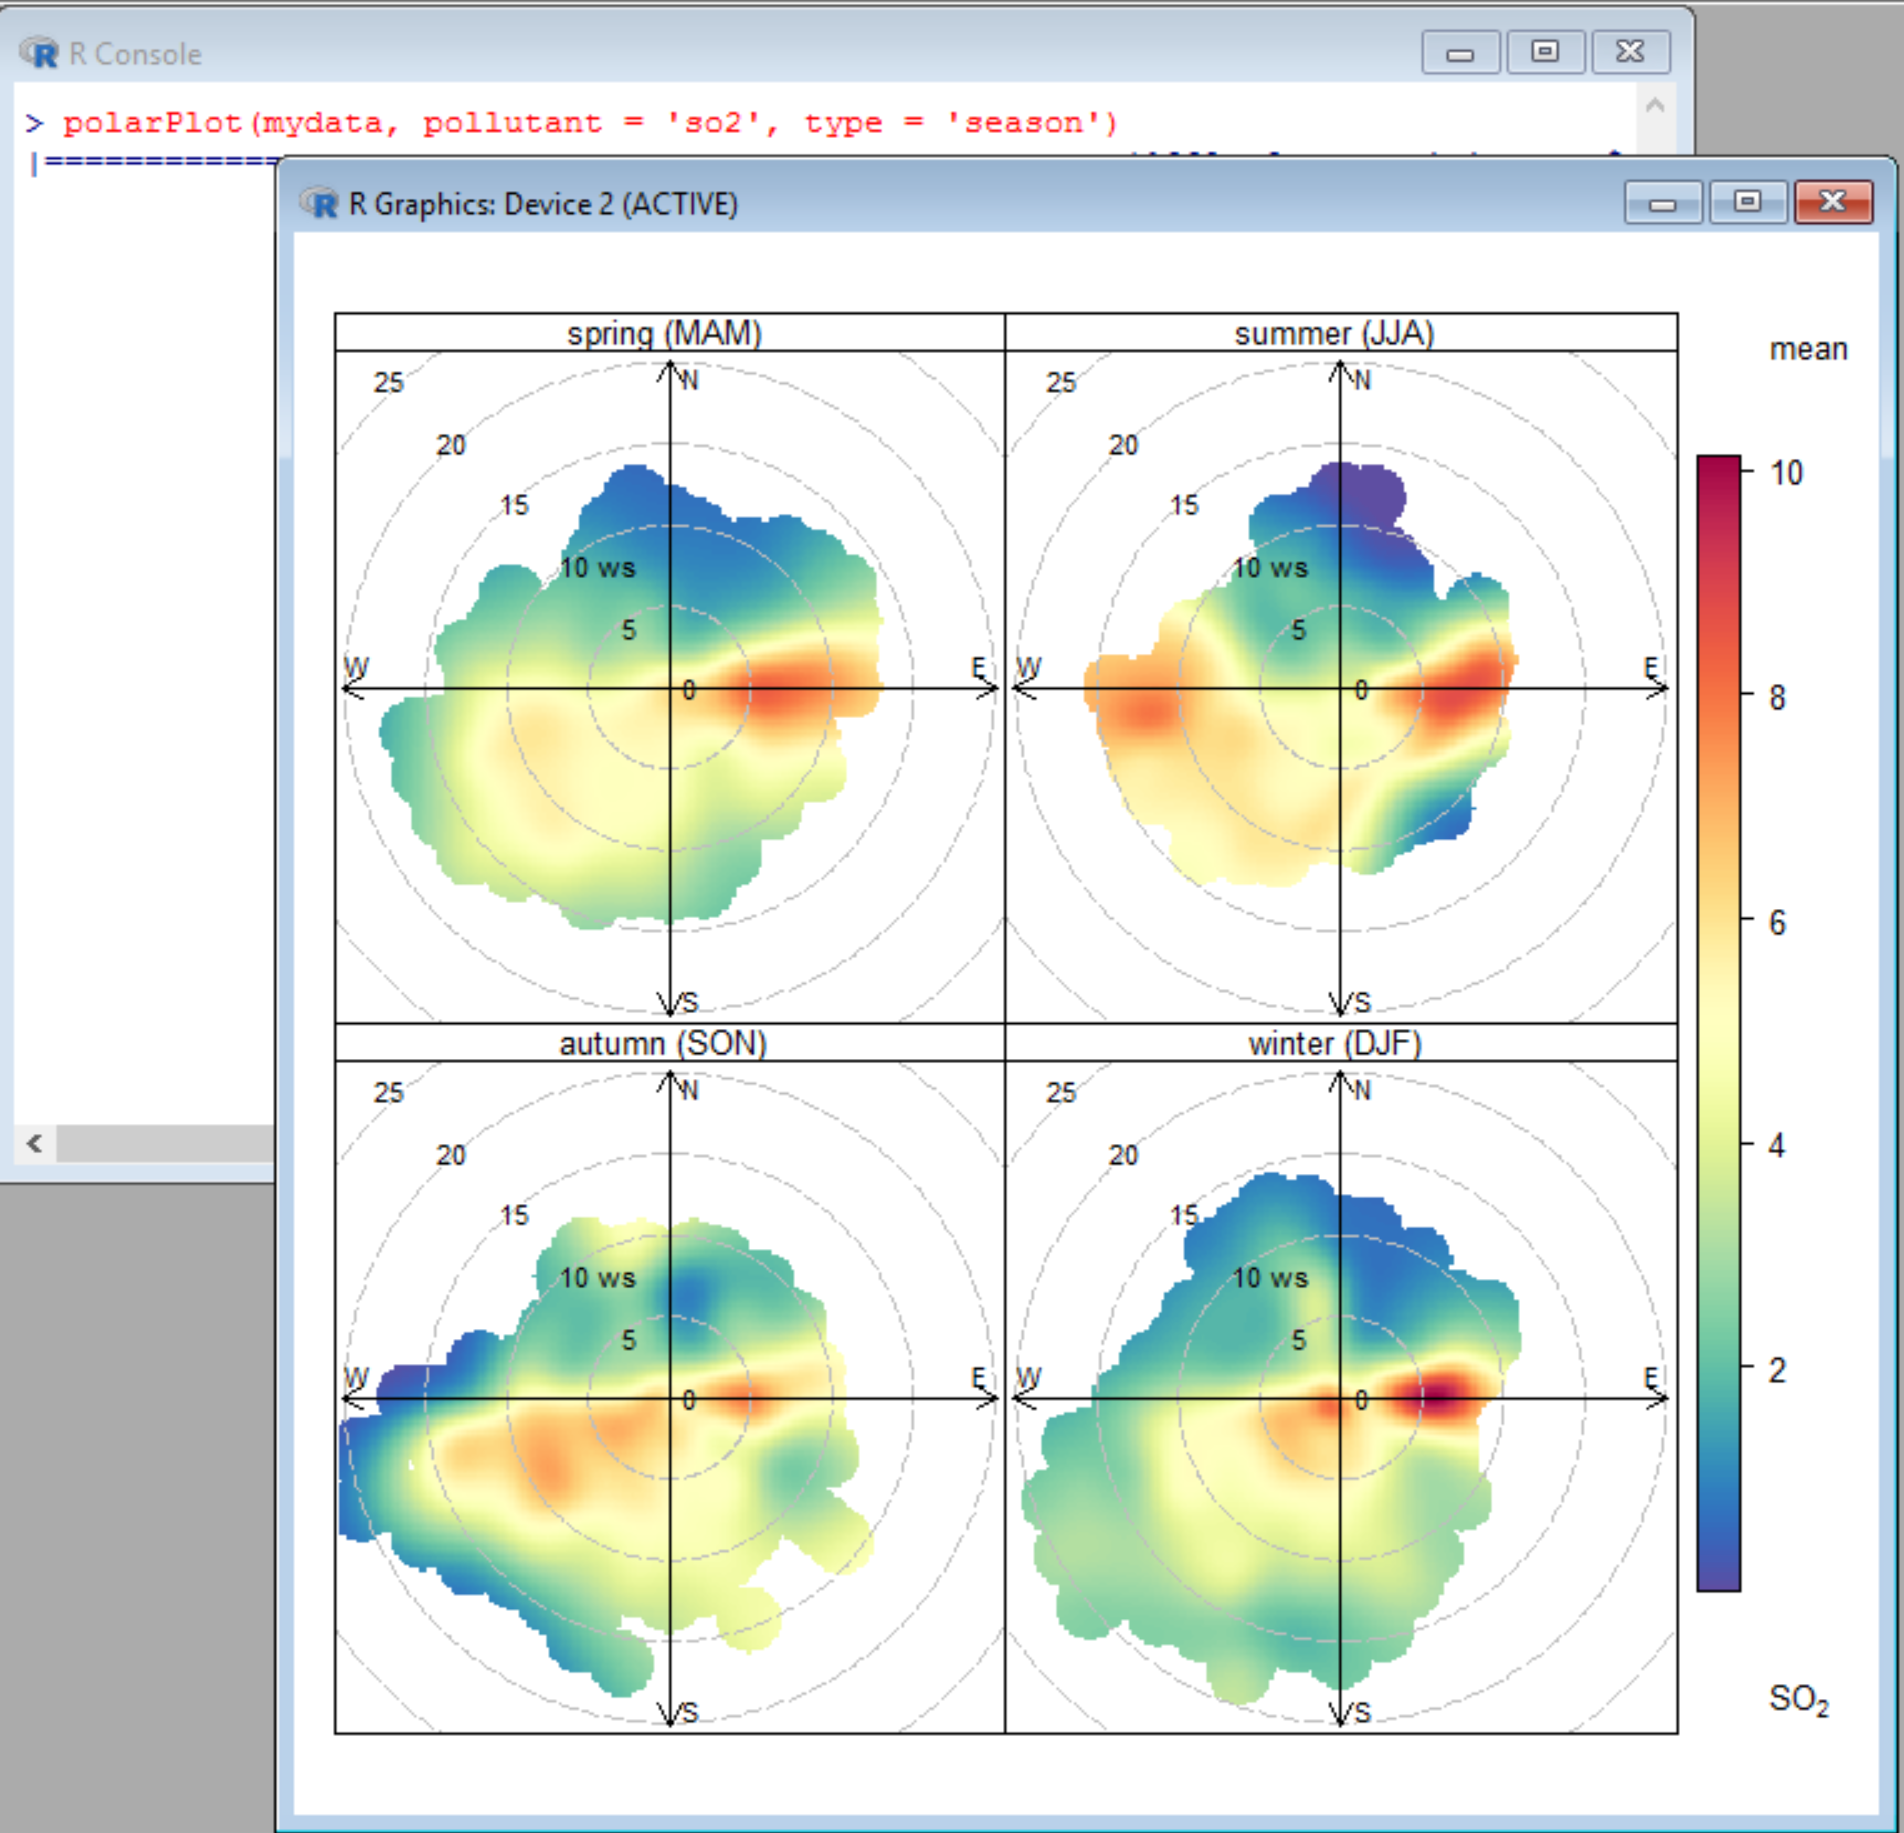 R Console
> polarPlot(mydata, pollutant = 'so2', type = 'season')
|============
R Graphics: Device 2 (ACTIVE)
spring (MAM)
25
20
15
10 ws
5
0
N
W
E
S
summer (JJA)
25
20
15
10 ws
5
0
N
W
E
S
autumn (SON)
25
20
15
10 ws
5
0
N
W
E
S
winter (DJF)
25
20
15
10 ws
5
0
N
W
E
S
mean
10
8
6
4
2
SO₂